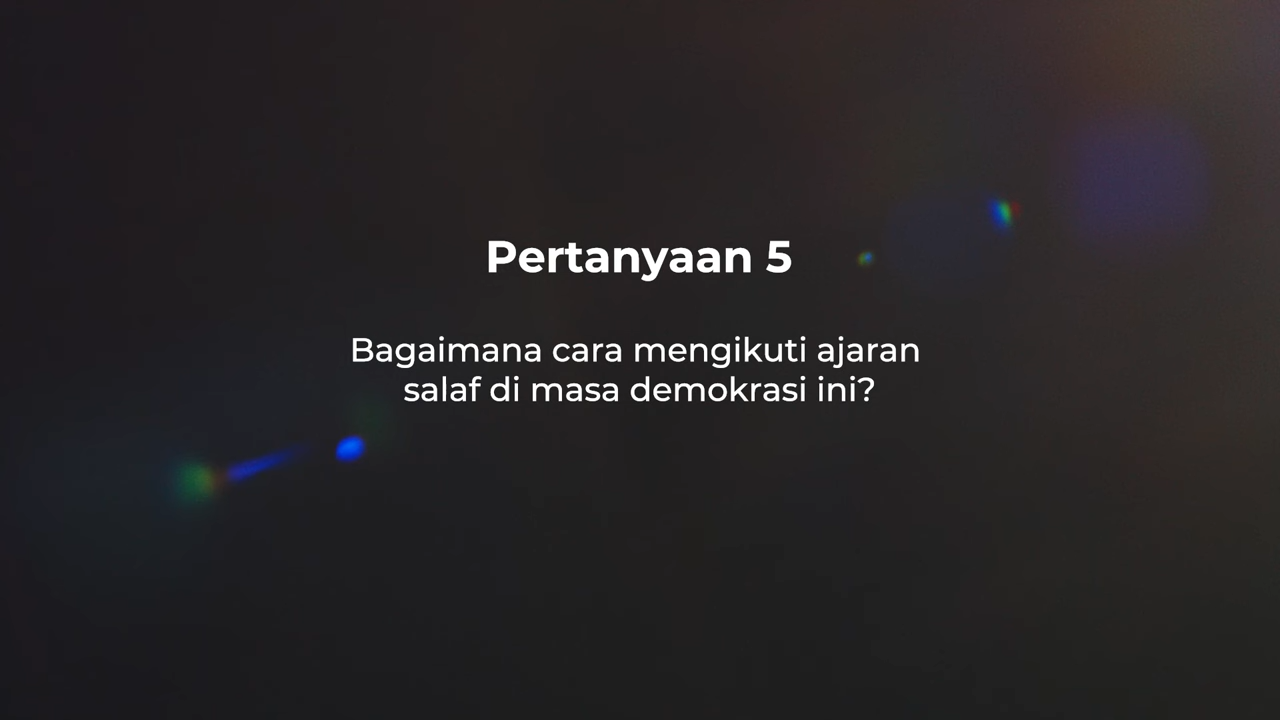 Pertanyaan 5
Bagaimana cara mengikuti ajaran
salaf di masa demokrasi ini?